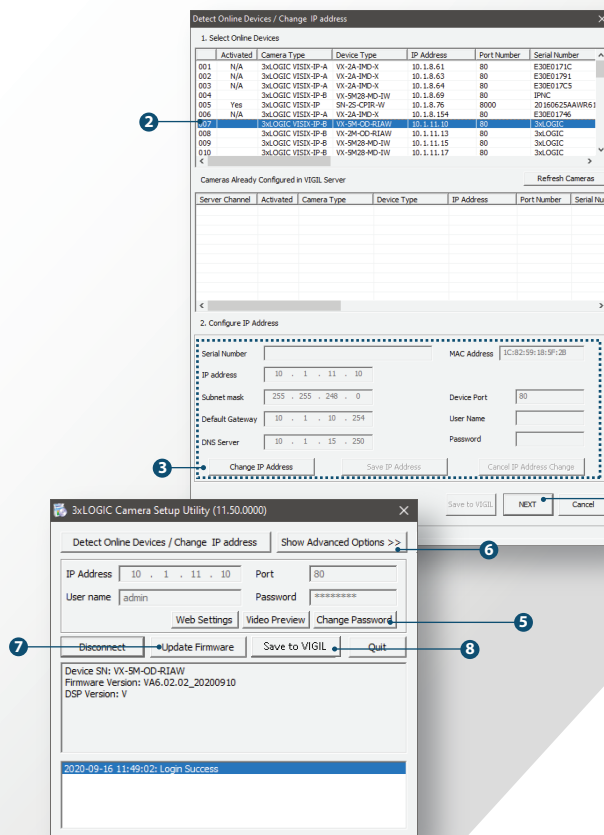 Detect Online Devices / Change IP address
1. Select Online Devices
Activated Camera Type Device Type IP Address Port Number Serial Number
001 N/A 3xLOGIC VISIX-IP-A VX-2A-IMD-X 10.1.8.61 80 E30E0171C
002 N/A 3xLOGIC VISIX-IP-A VX-2A-IMD-X 10.1.8.63 80 E30E01791
003 N/A 3xLOGIC VISIX-IP-A VX-2A-IMD-X 10.1.8.64 80 E30E017C5
004 3xLOGIC VISIX-IP-B VX-5M28-MD-IW 10.1.8.69 80 IPNC
005 Yes 3xLOGIC VISIX-IP SN-2S-CPIR-W 10.1.8.76 8000 20160625AAWR61
006 N/A 3xLOGIC VISIX-IP-A VX-2A-IMD-X 10.1.8.154 80 E30E01746
2
007 3xLOGIC VISIX-IP-B VX-5M-OD-RIAW 10.1.11.10 80 3xLOGIC
008 3xLOGIC VISIX-IP-B VX-2M-OD-RIAW 10.1.11.13 80 3xLOGIC
009 3xLOGIC VISIX-IP-B VX-5M28-MD-IW 10.1.11.15 80 3xLOGIC
010 3xLOGIC VISIX-IP-B VX-5M28-MD-IW 10.1.11.17 80 3xLOGIC
Cameras Already Configured in VIGIL Server
Refresh Cameras
Server Channel Activated Camera Type Device Type IP Address Port Number Serial Nu
2. Configure IP Address
Serial Number
MAC Address 1C:82:59:18:5F:2B
IP address 10 . 1 . 11 . 10
Subnet mask 255 . 255 . 248 . 0
Device Port 80
Default Gateway 10 . 1 . 10 . 254
User Name
DNS Server 10 . 1 . 15 . 250
Password
3
Change IP Address Save IP Address Cancel IP Address Change
Save to VIGIL NEXT Cancel
3xLOGIC Camera Setup Utility (11.50.0000)
Detect Online Devices / Change IP address Show Advanced Options >>
6
IP Address 10 . 1 . 11 . 10 Port 80
User name admin Password ********
Web Settings Video Preview Change Password
5
7
Disconnect Update Firmware Save to VIGIL Quit
8
Device SN: VX-5M-OD-RIAW
Firmware Version: VA6.02.02_20200910
DSP Version: V
2020-09-16 11:49:02: Login Success